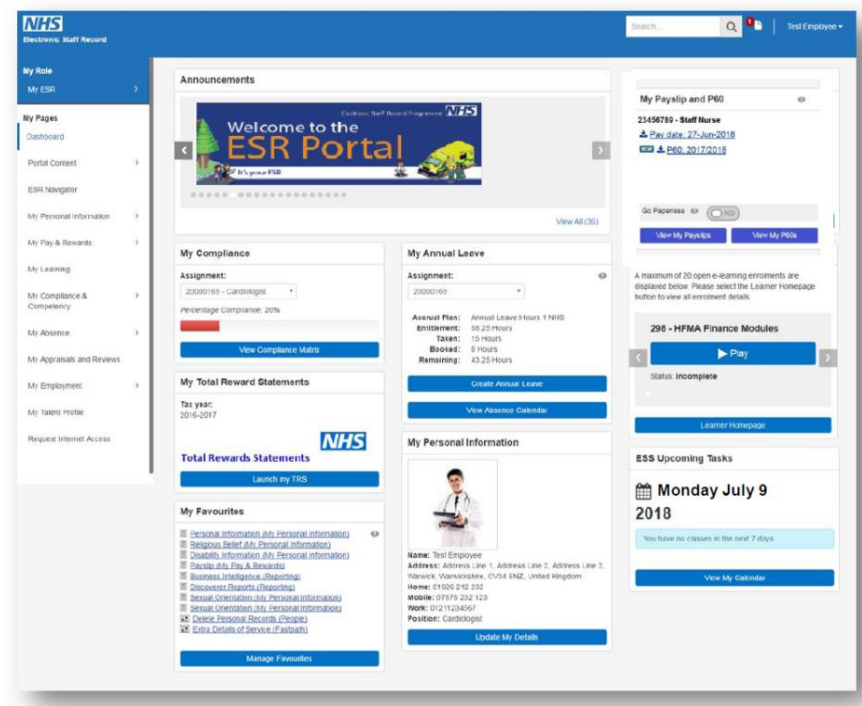 NHS
Electronic Staff Record
Search...
1
Test Employee
My Role
My ESR
My Pages
Dashboard
Portal Content
ESR Navigator
My Personal Information
My Pay & Rewards
My Learning
My Compliance &
Competency
My Absence
My Appraisals and Reviews
My Employment
My Talent Profile
Request Internet Access
Announcements
Electronic Staff Record Programme NHS
Welcome to the
ESR Portal
It's your ESR
View All (36)
My Compliance
Assignment:
20000169 - Cardiologist
Percentage Compliance: 20%
View Compliance Matrix
My Total Reward Statements
Tax year:
2016-2017
NHS
Total Rewards Statements
Launch my TRS
My Favourites
Personal Information (My Personal Information)
Religious Belief (My Personal Information)
Disability Information (My Personal Information)
Payslip (My Pay & Rewards)
Business Intelligence (Reporting)
Discoverer Reports (Reporting)
Sexual Orientation (My Personal Information)
Sexual Orientation (My Personal Information)
Delete Personal Records (People)
Extra Details of Service (Fastpath)
Manage Favourites
My Annual Leave
Assignment:
20000169
Accrual Plan: Annual Leave Hours 1 NHS
Entitlement: 58.25 Hours
Taken: 15 Hours
Booked: 0 Hours
Remaining: 43.25 Hours
Create Annual Leave
View Absence Calendar
My Personal Information
Name: Test Employee
Address: Address Line 1, Address Line 2, Address Line 3,
Warwick, Warwickshire, CV34 6NZ, United Kingdom
Home: 01926 212 232
Mobile: 07875 232 123
Work: 01211234567
Position: Cardiologist
Update My Details
My Payslip and P60
23456789 - Staff Nurse
Pay date: 27-Jun-2018
P60: 2017/2018
Go Paperless
NO
View My Payslips
View My P60s
A maximum of 20 open e-learning enrolments are
displayed below. Please select the Learner Homepage
button to view all enrolment details.
298 - HFMA Finance Modules
Play
Status: Incomplete
Learner Homepage
ESS Upcoming Tasks
Monday July 9
2018
You have no classes in the next 7 days
View My Calendar